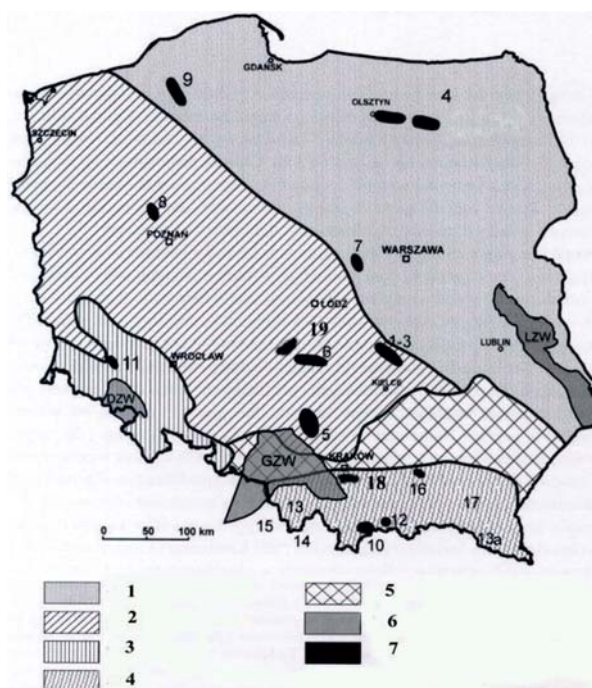 GDAŃSK
9
OLSZTYN
4
SZCZECIN
8
POZNAŃ
7
WARSZAWA
ŁÓDŹ
19
1-3
6
LUBLIN
LZW
11
WROCŁAW
KIELCE
DZW
5
GZW
KRAKÓW
18
16
17
13
12
15
14
10
13a
0 50 100 km
1
2
3
4
5
6
7